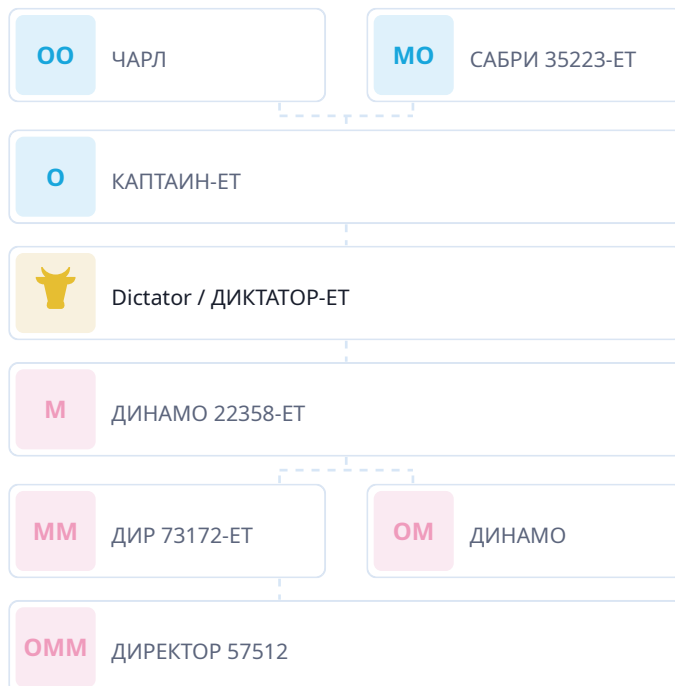 ОО ЧАРЛ
МО САБРИ 35223-ЕТ
О КАПТАИН-ЕТ
Dictator / ДИКТАТОР-ЕТ
М ДИНАМО 22358-ЕТ
ММ ДИР 73172-ЕТ
ОМ ДИНАМО
ОММ ДИРЕКТОР 57512